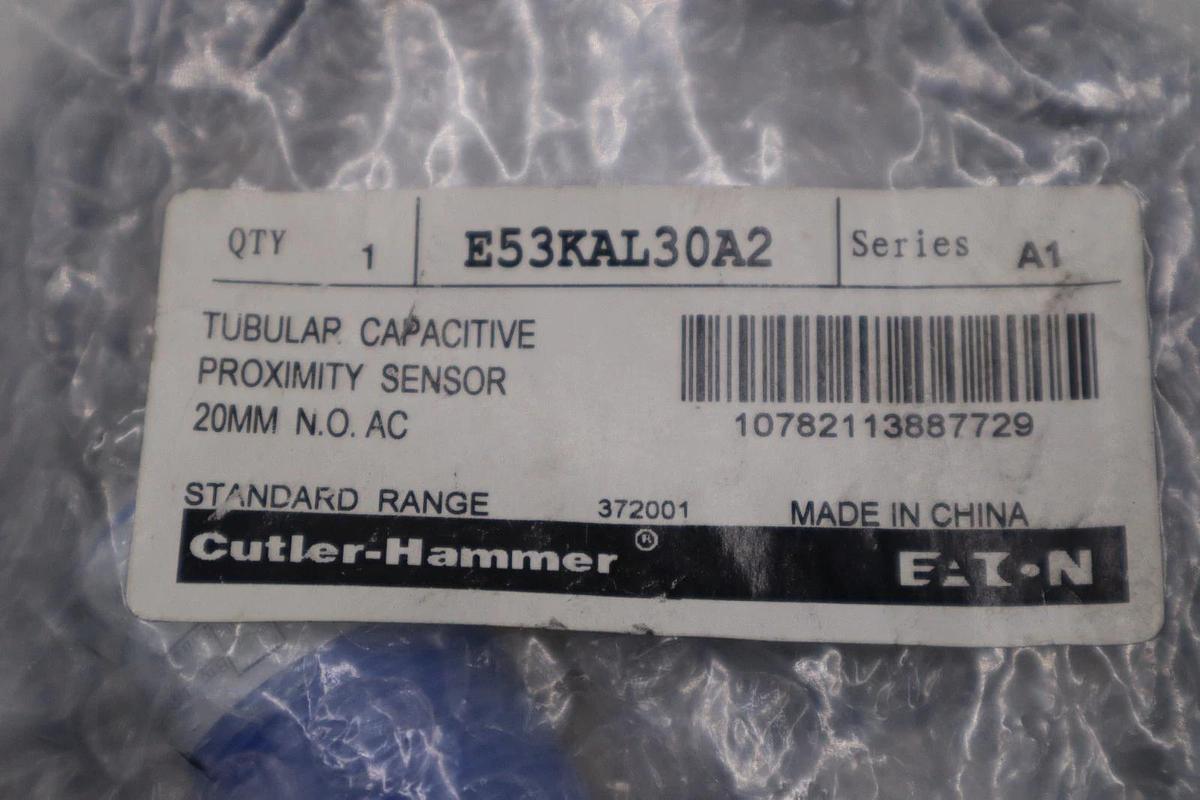 QTY 1 E53KAL30A2 Series A1
TUBULAR CAPACITIVE
PROXIMITY SENSOR
20MM N.O. AC
10782113887729
STANDARD RANGE 372001 MADE IN CHINA
Cutler-Hammer® EAT•N